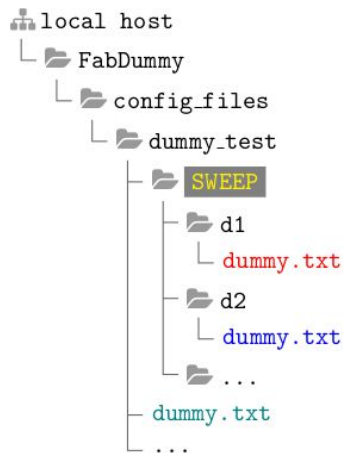 local host
FabDummy
config_files
dummy_test
SWEEP
d1
dummy.txt
d2
dummy.txt
...
dummy.txt
...